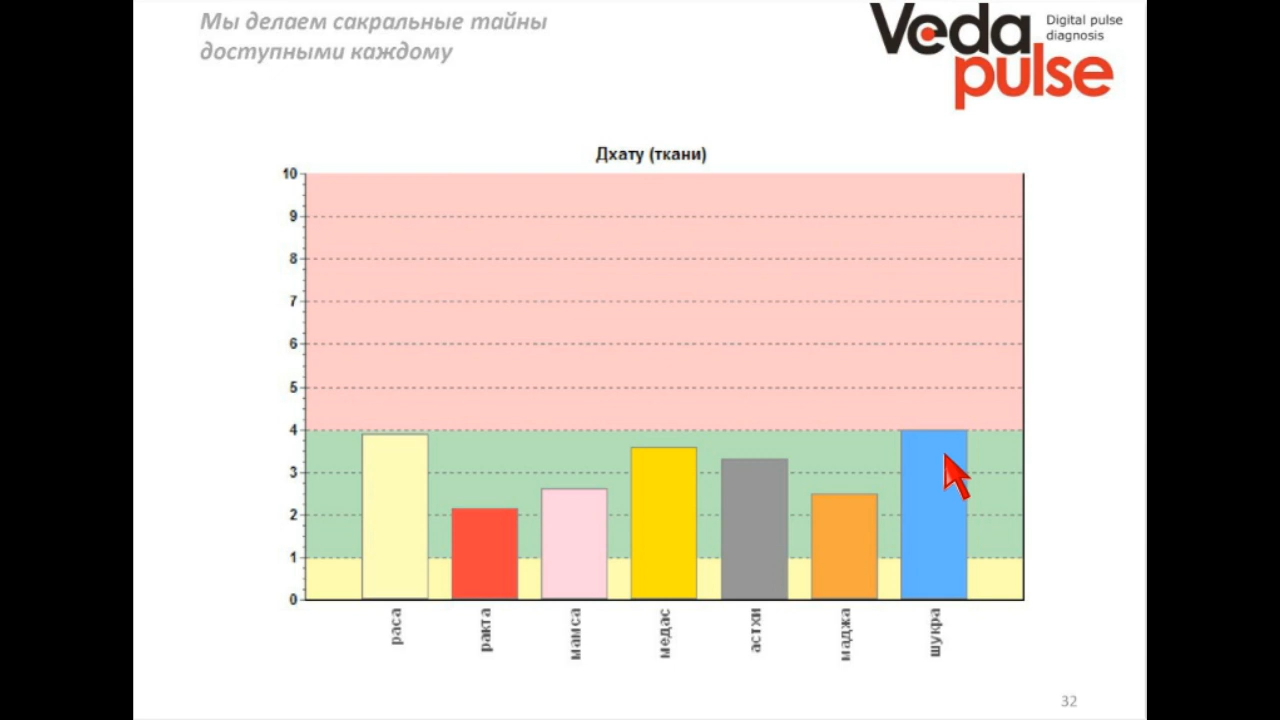 Мы делаем сакральные тайны
доступными каждому
Veda
pulse
Digital pulse
diagnosis
Дхату (ткани)
10
9
8
7
6
5
4
3
2
1
0
раса
ракта
мамса
медас
астхи
маджа
шукра
32